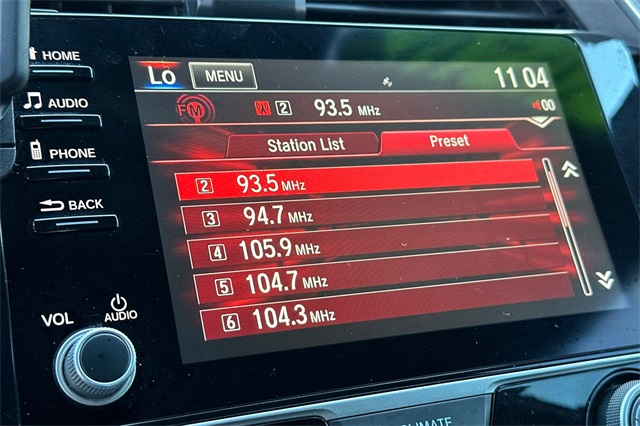 HOME
Lo MENU 11 04
AUDIO
FM 2 93.5 MHz 00
PHONE
Station List Preset
BACK
2 93.5 MHz
3 94.7 MHz
4 105.9 MHz
5 104.7 MHz
6 104.3 MHz
VOL AUDIO
CLIMATE